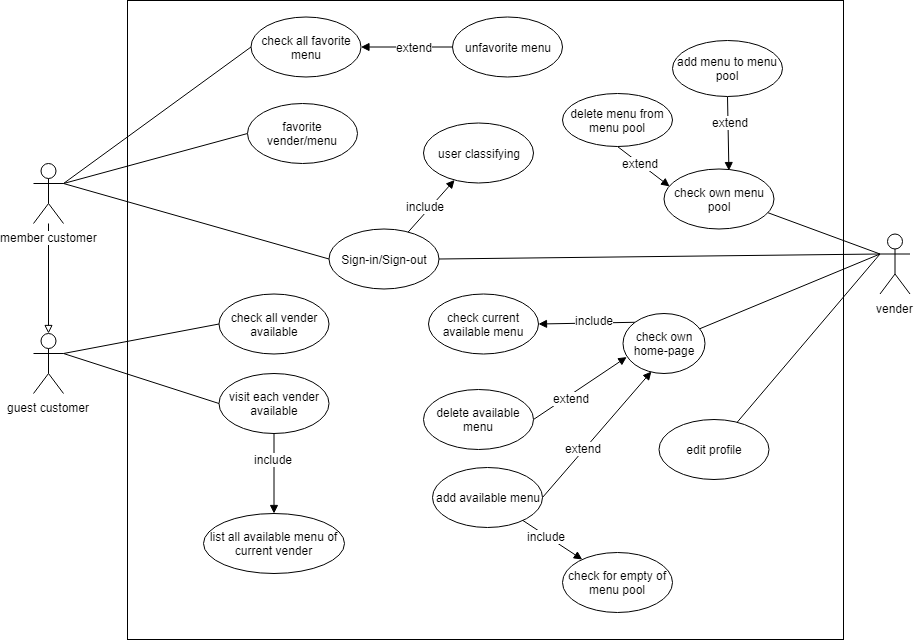 check all favorite
menu
extend
unfavorite menu
add menu to menu
pool
delete menu from
menu pool
extend
favorite
vender/menu
user classifying
extend
check own menu
pool
include
member customer
Sign-in/Sign-out
vender
check all vender
available
check current
available menu
include
check own
home-page
guest customer
visit each vender
available
extend
delete available
menu
extend
edit profile
include
add available menu
list all available menu of
current vender
include
check for empty of
menu pool